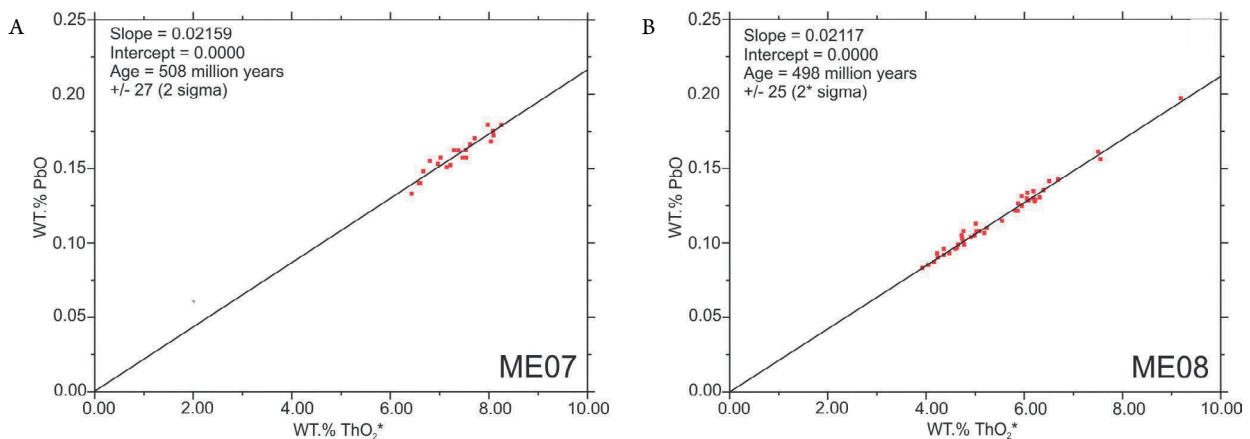 A
Slope = 0.02159
Intercept = 0.0000
Age = 508 million years
+/- 27 (2 sigma)
WT.% PbO
0.25
0.20
0.15
0.10
0.05
0.00
ME07
0.00 2.00 4.00 6.00 8.00 10.00
WT.% ThO₂*
B
Slope = 0.02117
Intercept = 0.0000
Age = 498 million years
+/- 25 (2* sigma)
WT.% PbO
0.25
0.20
0.15
0.10
0.05
0.00
ME08
0.00 2.00 4.00 6.00 8.00 10.00
WT.% ThO₂*